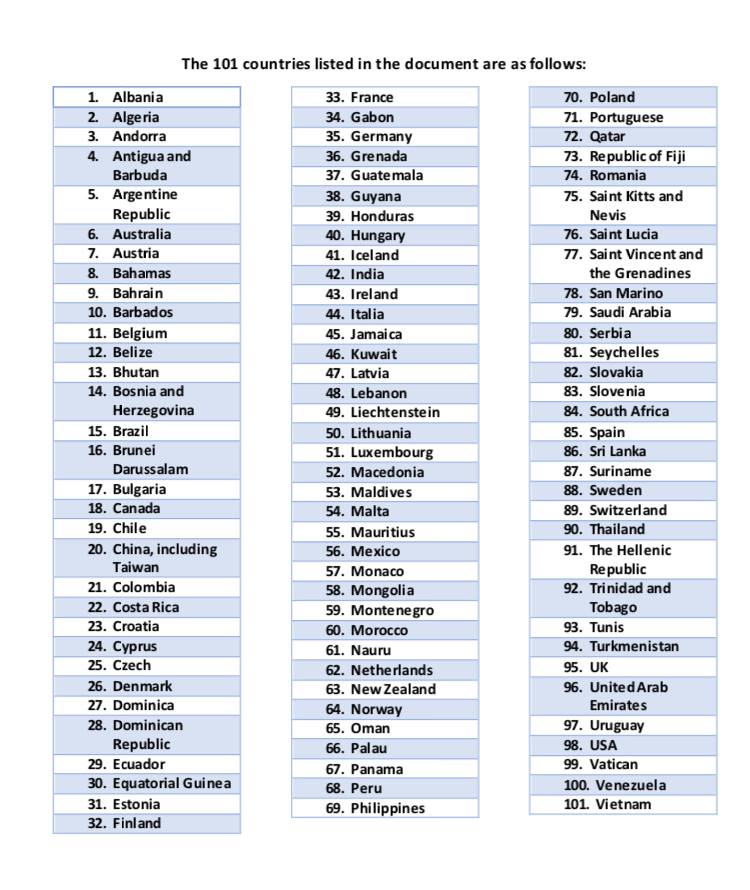 The 101 countries listed in the document are as follows:
1. Albania
2. Algeria
3. Andorra
4. Antigua and
Barbuda
5. Argentine
Republic
6. Australia
7. Austria
8. Bahamas
9. Bahrain
10. Barbados
11. Belgium
12. Belize
13. Bhutan
14. Bosnia and
Herzegovina
15. Brazil
16. Brunei
Darussalam
17. Bulgaria
18. Canada
19. Chile
20. China, including
Taiwan
21. Colombia
22. Costa Rica
23. Croatia
24. Cyprus
25. Czech
26. Denmark
27. Dominica
28. Dominican
Republic
29. Ecuador
30. Equatorial Guinea
31. Estonia
32. Finland
33. France
34. Gabon
35. Germany
36. Grenada
37. Guatemala
38. Guyana
39. Honduras
40. Hungary
41. Iceland
42. India
43. Ireland
44. Italia
45. Jamaica
46. Kuwait
47. Latvia
48. Lebanon
49. Liechtenstein
50. Lithuania
51. Luxembourg
52. Macedonia
53. Maldives
54. Malta
55. Mauritius
56. Mexico
57. Monaco
58. Mongolia
59. Montenegro
60. Morocco
61. Nauru
62. Netherlands
63. New Zealand
64. Norway
65. Oman
66. Palau
67. Panama
68. Peru
69. Philippines
70. Poland
71. Portuguese
72. Qatar
73. Republic of Fiji
74. Romania
75. Saint Kitts and
Nevis
76. Saint Lucia
77. Saint Vincent and
the Grenadines
78. San Marino
79. Saudi Arabia
80. Serbia
81. Seychelles
82. Slovakia
83. Slovenia
84. South Africa
85. Spain
86. Sri Lanka
87. Suriname
88. Sweden
89. Switzerland
90. Thailand
91. The Hellenic
Republic
92. Trinidad and
Tobago
93. Tunis
94. Turkmenistan
95. UK
96. United Arab
Emirates
97. Uruguay
98. USA
99. Vatican
100. Venezuela
101. Vietnam